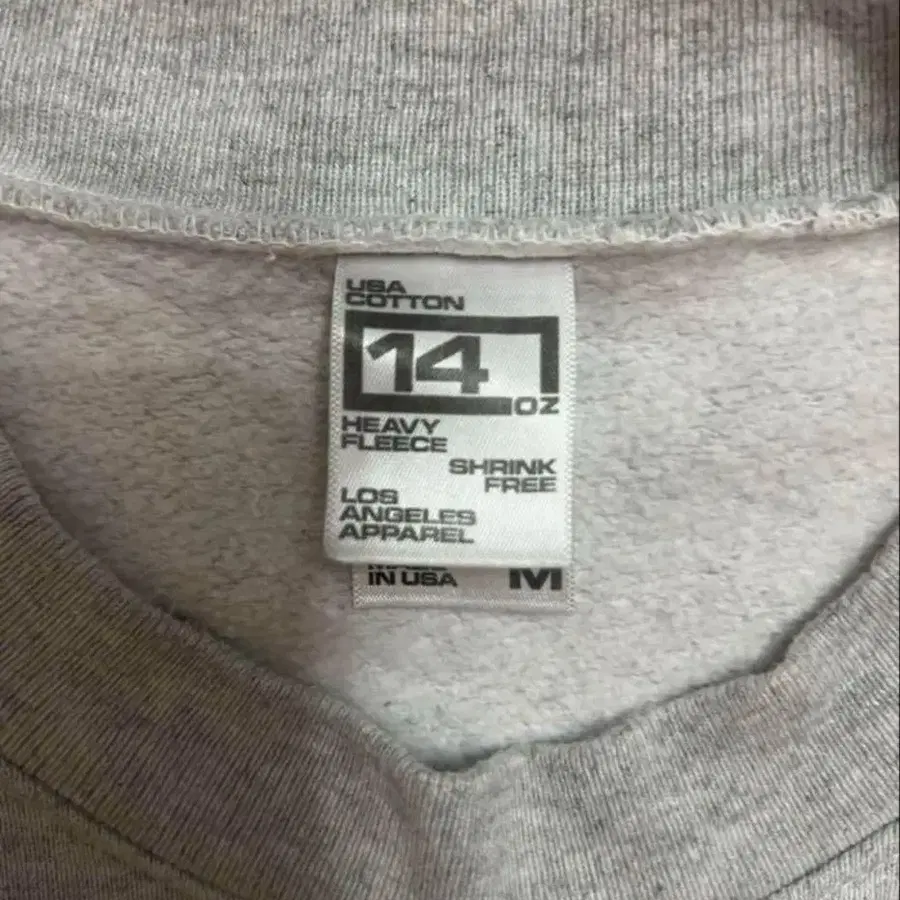 USA
COTTON
14
OZ
HEAVY
FLEECE
SHRINK
FREE
LOS
ANGELES
APPAREL
IN USA
M